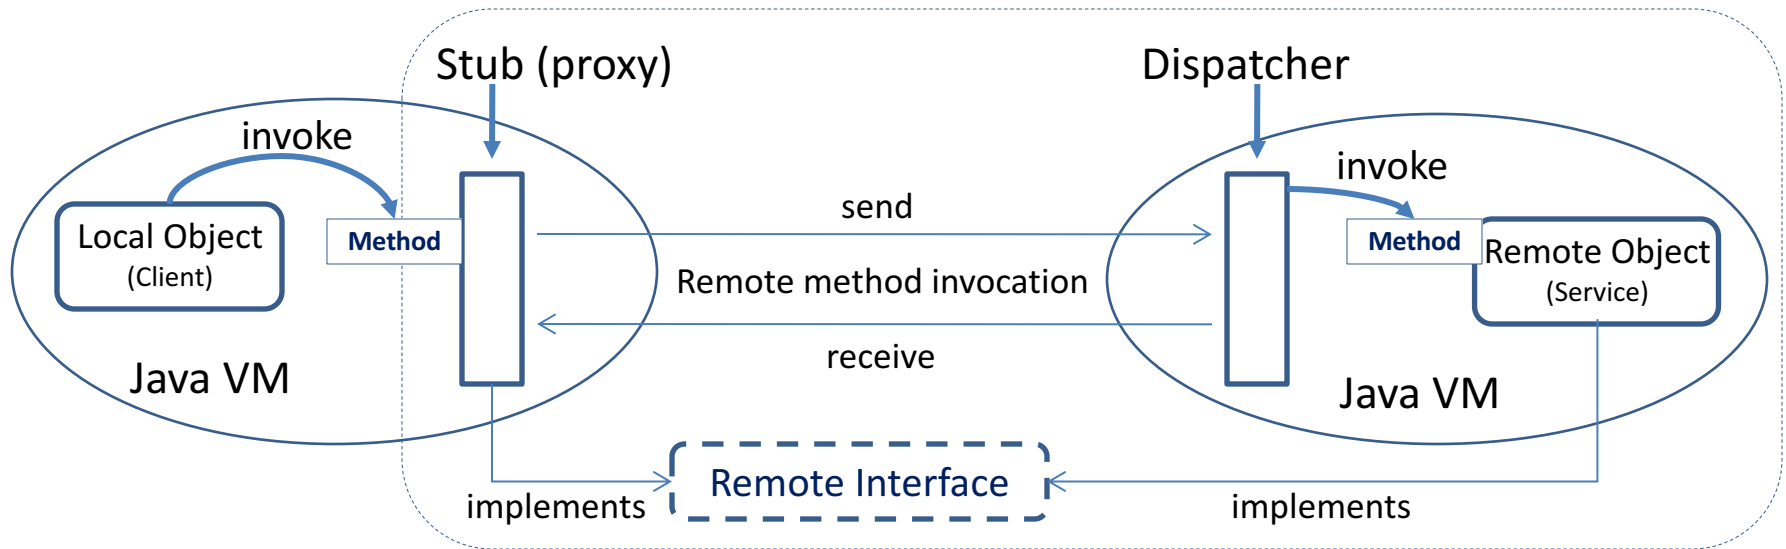 Stub (proxy)
Dispatcher
invoke
invoke
Local Object
(Client)
Method
send
Method
Remote Object
(Service)
Remote method invocation
receive
Java VM
Java VM
Remote Interface
implements
implements